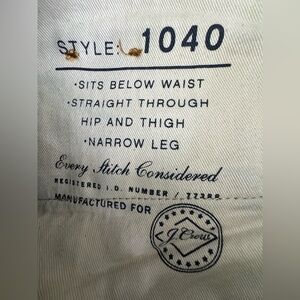 STYLE: 1040
•SITS BELOW WAIST
•STRAIGHT THROUGH
HIP AND THIGH
•NARROW LEG
Every Stitch Considered
REGISTERED I.D. NUMBER / 77388
MANUFACTURED FOR
J.Crew